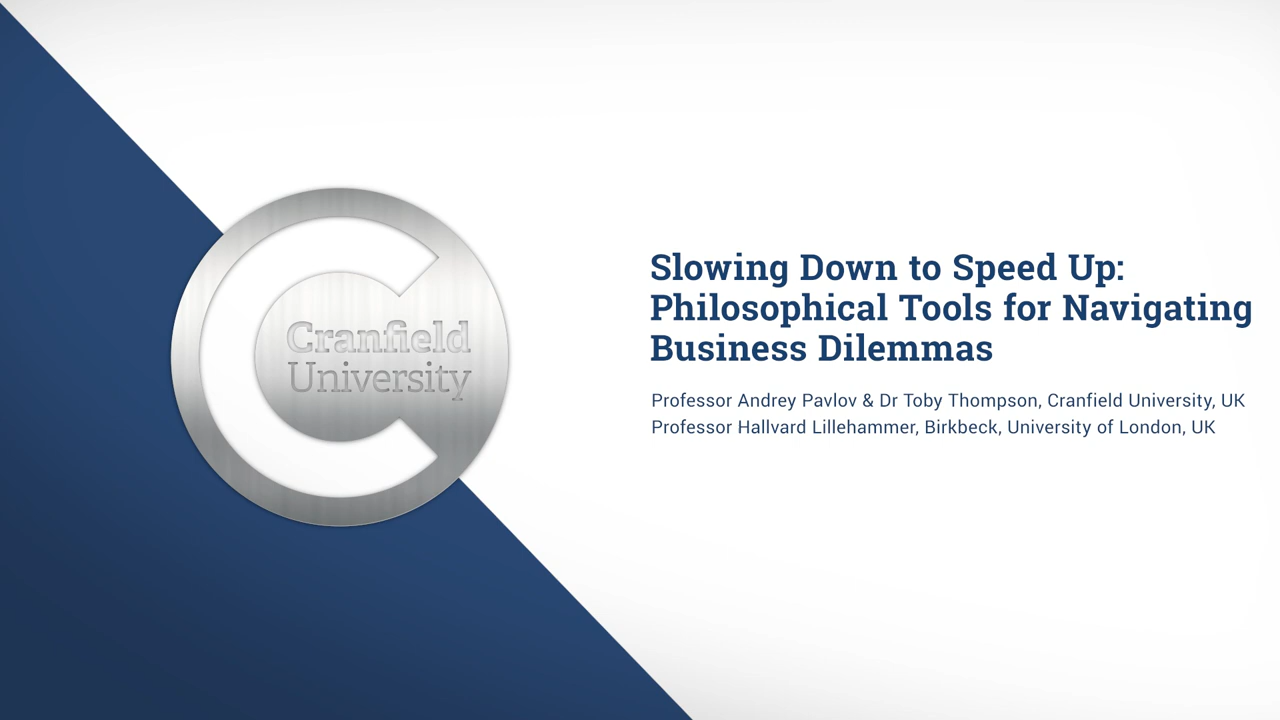 Cranfield
University
Slowing Down to Speed Up:
Philosophical Tools for Navigating
Business Dilemmas
Professor Andrey Pavlov & Dr Toby Thompson, Cranfield University, UK
Professor Hallvard Lillehammer, Birkbeck, University of London, UK